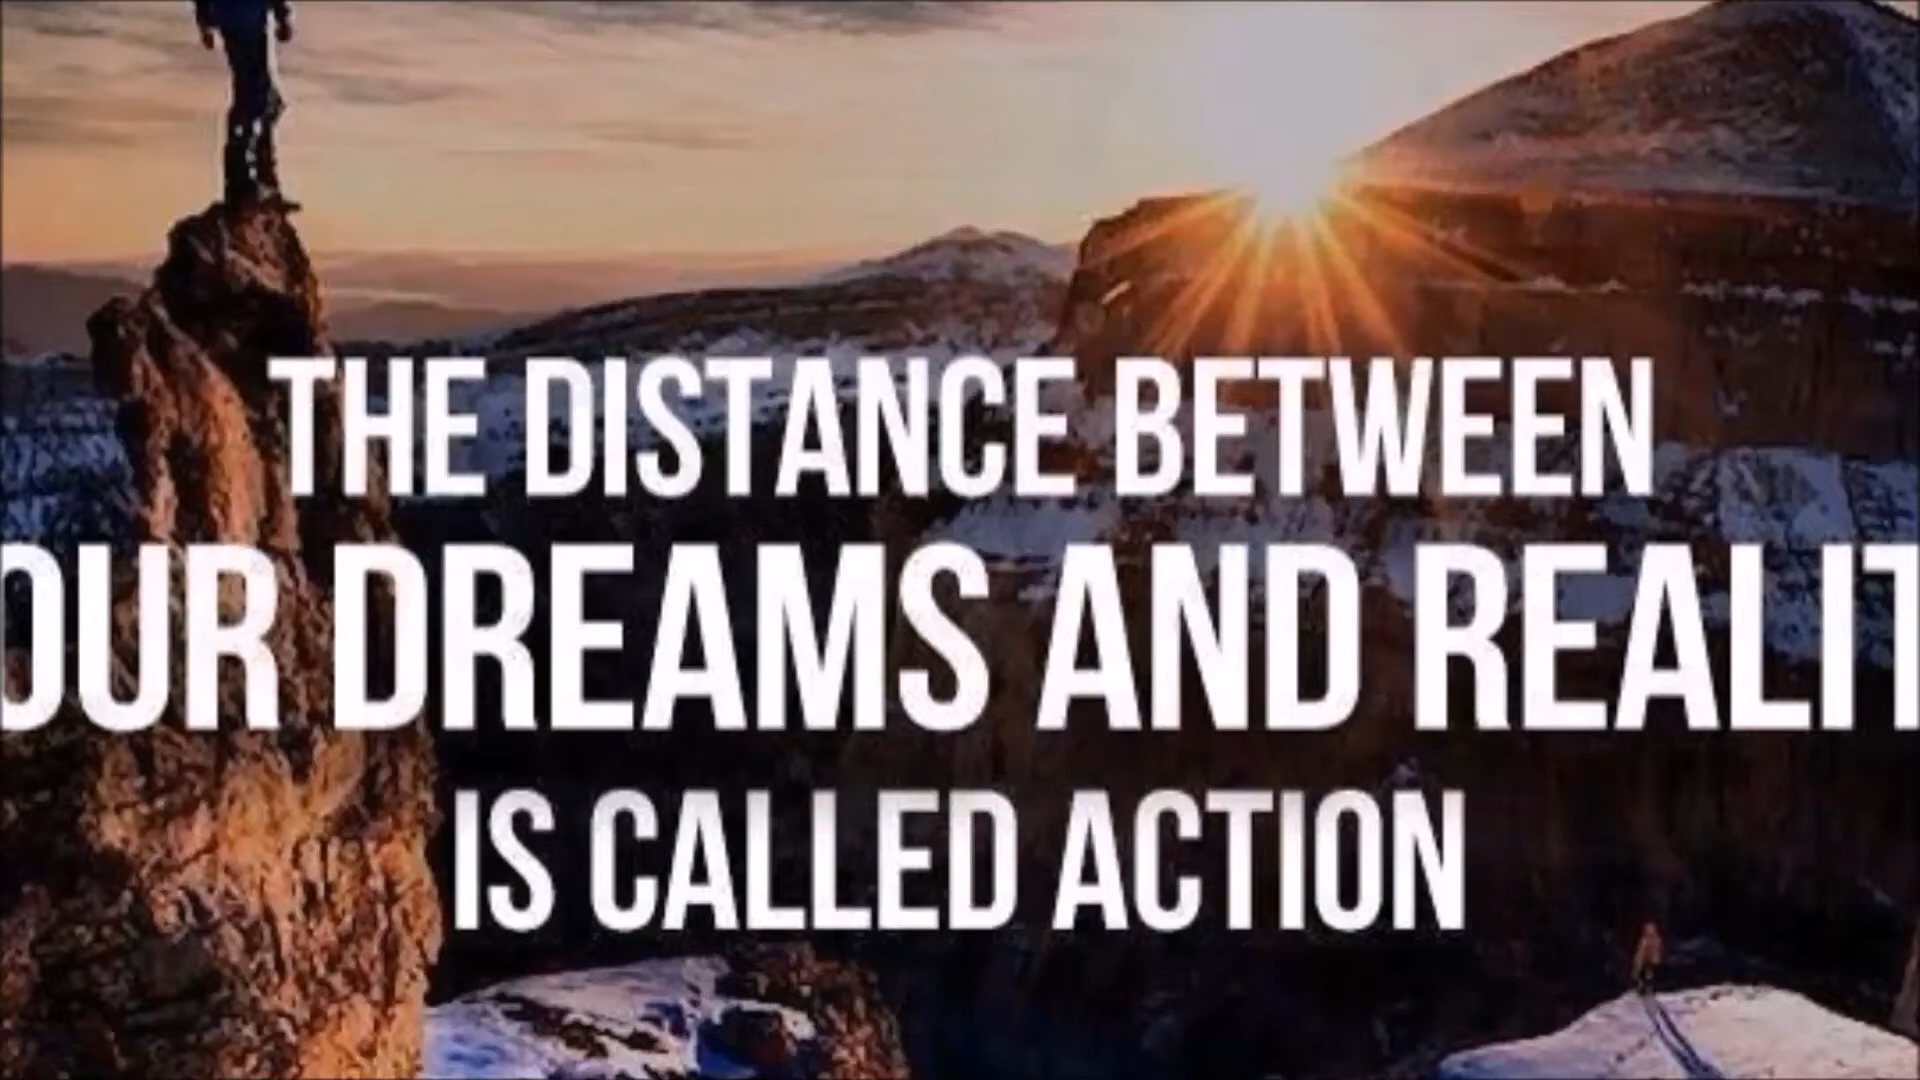 THE DISTANCE BETWEEN
OUR DREAMS AND REALIT
IS CALLED ACTION